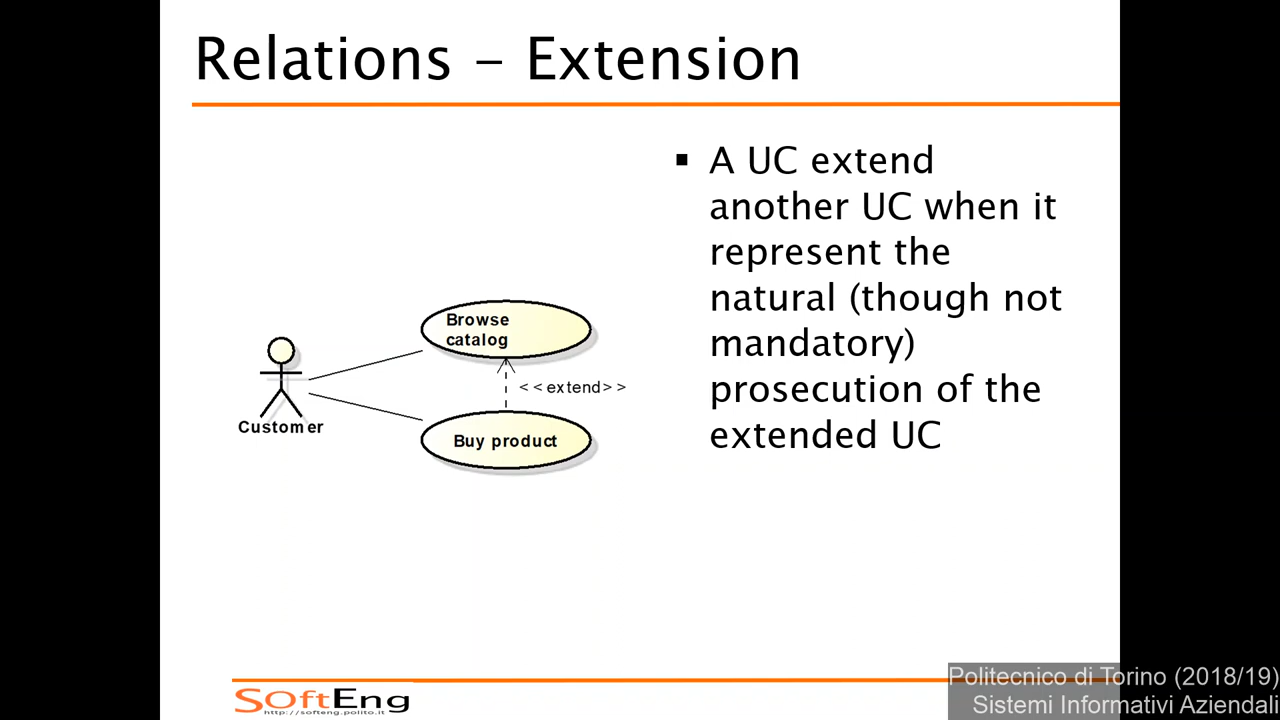 Relations – Extension
▪ A UC extend
another UC when it
represent the
natural (though not
mandatory)
prosecution of the
extended UC
Browse
catalog
<<extend>>
Customer
Buy product
SoftEng
http://softeng.polito.it
Politecnico di Torino (2018/19)
Sistemi Informativi Aziendali